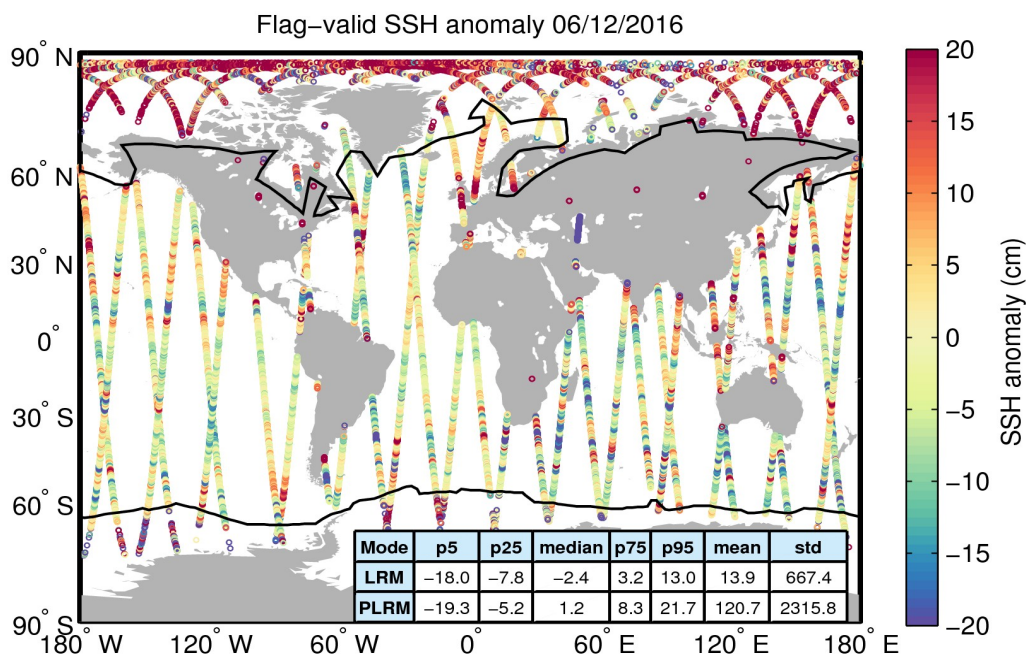 Flag−valid SSH anomaly 06/12/2016
90° N
60° N
30° N
0°
30° S
60° S
90° S
180° W
120° W
60° W
0°
60° E
120° E
180° E
Mode p5 p25 median p75 p95 mean std
LRM −18.0 −7.8 −2.4 3.2 13.0 13.9 667.4
PLRM −19.3 −5.2 1.2 8.3 21.7 120.7 2315.8
20
15
10
5
0
−5
−10
−15
−20
SSH anomaly (cm)